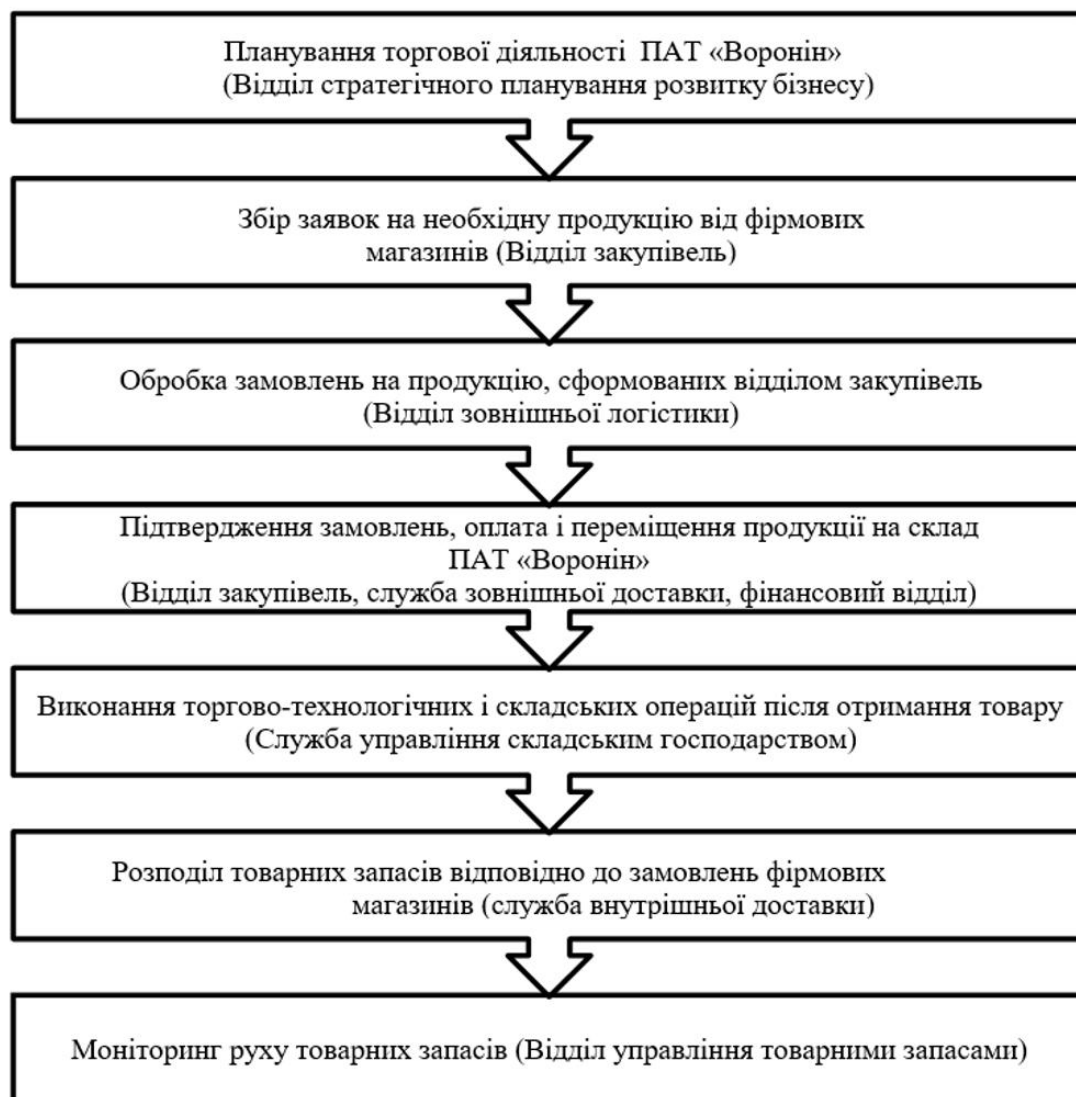 Планування торгової діяльності ПАТ «Воронін»
(Відділ стратегічного планування розвитку бізнесу)
Збір заявок на необхідну продукцію від фірмових
магазинів (Відділ закупівель)
Обробка замовлень на продукцію, сформованих відділом закупівель
(Відділ зовнішньої логістики)
Підтвердження замовлень, оплата і переміщення продукції на склад
ПАТ «Воронін»
(Відділ закупівель, служба зовнішньої доставки, фінансовий відділ)
Виконання торгово-технологічних і складських операцій після отримання товару
(Служба управління складським господарством)
Розподіл товарних запасів відповідно до замовлень фірмових
магазинів (служба внутрішньої доставки)
Моніторинг руху товарних запасів (Відділ управління товарними запасами)